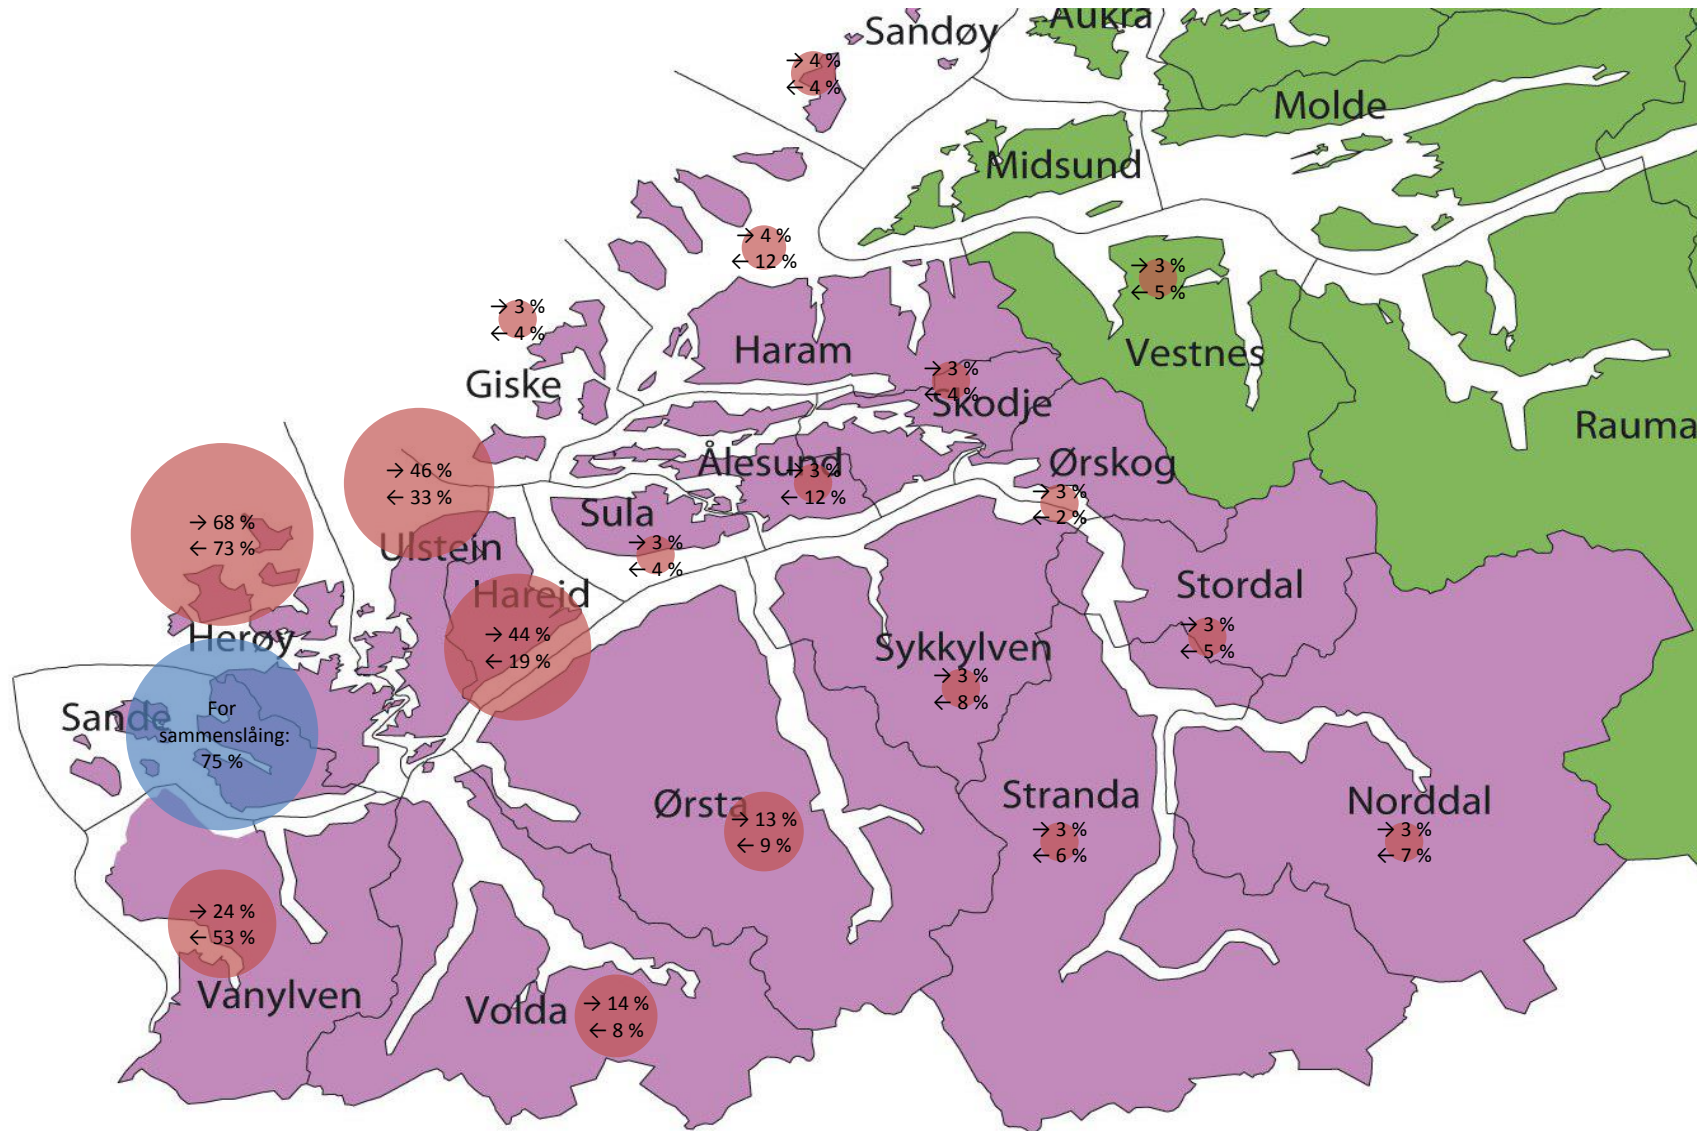 Sandøy
Aukra
→ 4 %
← 4 %
Molde
Midsund
→ 4 %
← 12 %
→ 3 %
← 5 %
→ 3 %
← 4 %
Haram
Vestnes
Giske
→ 3 %
← 4 %
Skodje
Rauma
→ 46 %
← 33 %
Ålesund
→ 3 %
← 12 %
Ørskog
→ 3 %
← 2 %
Sula
→ 3 %
← 4 %
→ 68 %
← 73 %
Ulstein
Hareid
→ 44 %
← 19 %
Stordal
→ 3 %
← 5 %
Herøy
Sykkylven
→ 3 %
← 8 %
Sande
For
sammenslåing:
75 %
Ørsta
→ 13 %
← 9 %
Stranda
→ 3 %
← 6 %
Norddal
→ 3 %
← 7 %
→ 24 %
← 53 %
Vanylven
Volda
→ 14 %
← 8 %